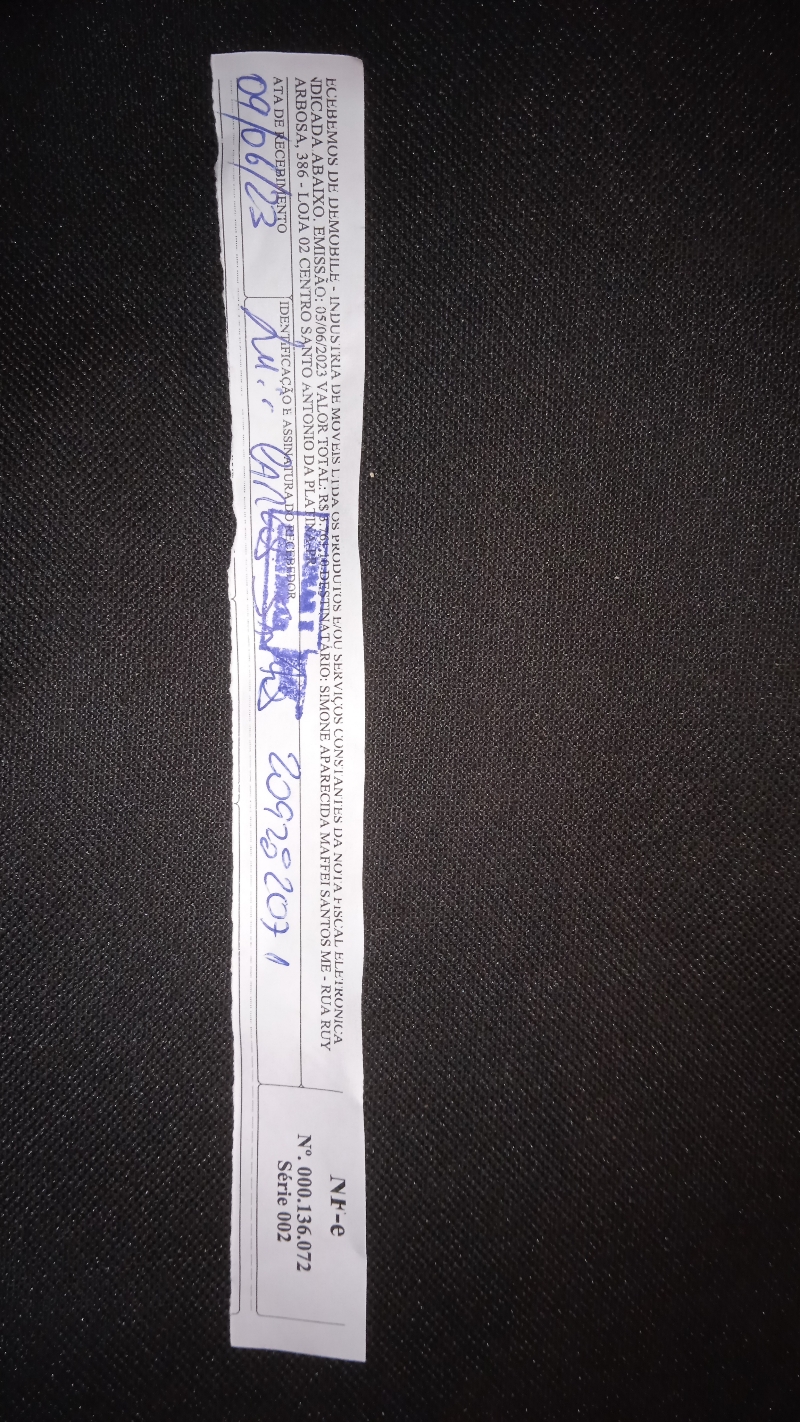 ECEBEMOS DE DEMOBILE - INDUSTRIA DE MOVEIS LTDA OS PRODUTOS E/OU SERVIÇOS CONSTANTES DA NOTA FISCAL ELETRONICA
NDICADA ABAIXO. EMISSÃO: 05/06/2023 VALOR TOTAL: R$ DESTINATÁRIO: SIMONE APARECIDA MAFFEI SANTOS ME - RUA RUY
ARBOSA, 386 - LOJA 02 CENTRO SANTO ANTONIO DA PLATINA
NF-e
Nº. 000.136.072
Série 002
ATA DE RECEBIMENTO
09/06/23
IDENTIFICAÇÃO E ASSINATURA DO RECEBEDOR
Luis Carlos